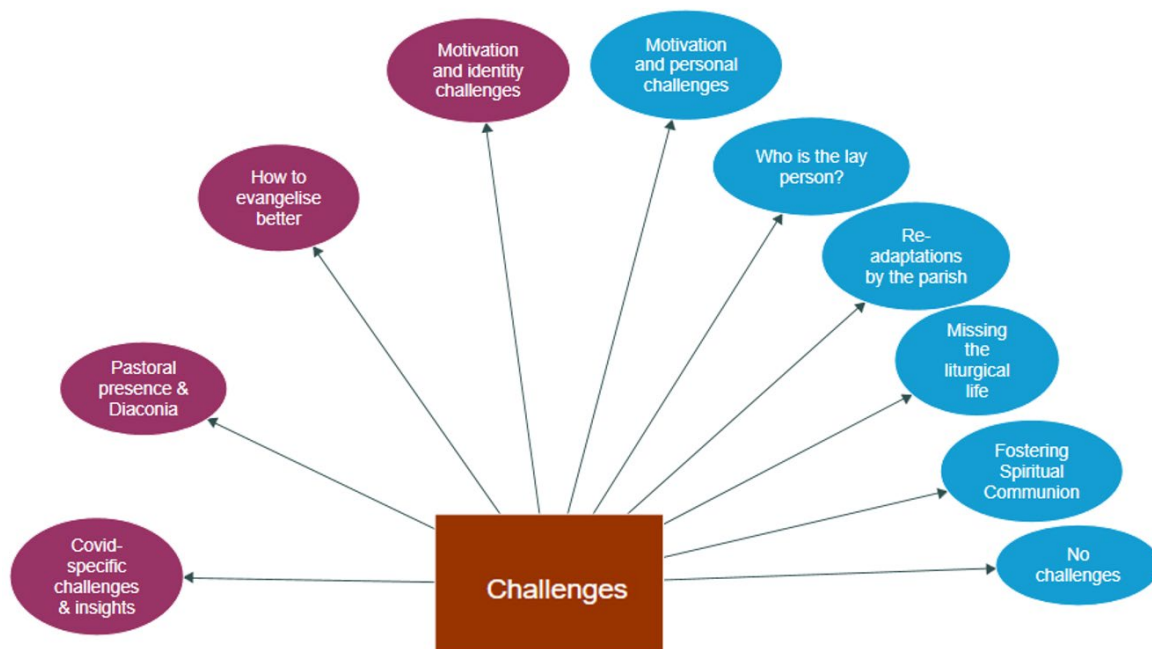 Motivation
and identity
challenges
Motivation
and personal
challenges
Who is the lay
person?
How to
evangelise
better
Re-
adaptations
by the parish
Missing
the
liturgical
life
Pastoral
presence &
Diaconia
Fostering
Spiritual
Communion
Covid-
specific
challenges
& insights
No
challenges
Challenges